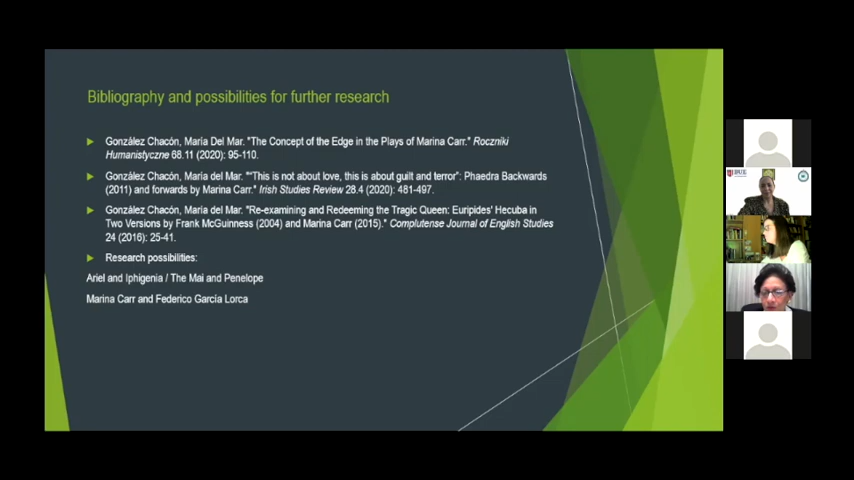 Bibliography and possibilities for further research
González Chacón, María Del Mar. "The Concept of the Edge in the Plays of Marina Carr." Roczniki
Humanistyczne 68.11 (2020): 95-110.
González Chacón, María del Mar. "“This is not about love, this is about guilt and terror”: Phaedra Backwards
(2011) and forwards by Marina Carr." Irish Studies Review 28.4 (2020): 481-497.
González Chacón, María del Mar. "Re-examining and Redeeming the Tragic Queen: Euripides' Hecuba in
Two Versions by Frank McGuinness (2004) and Marina Carr (2015)." Complutense Journal of English Studies
24 (2016): 25-41.
Research possibilities:
Ariel and Iphigenia / The Mai and Penelope
Marina Carr and Federico García Lorca